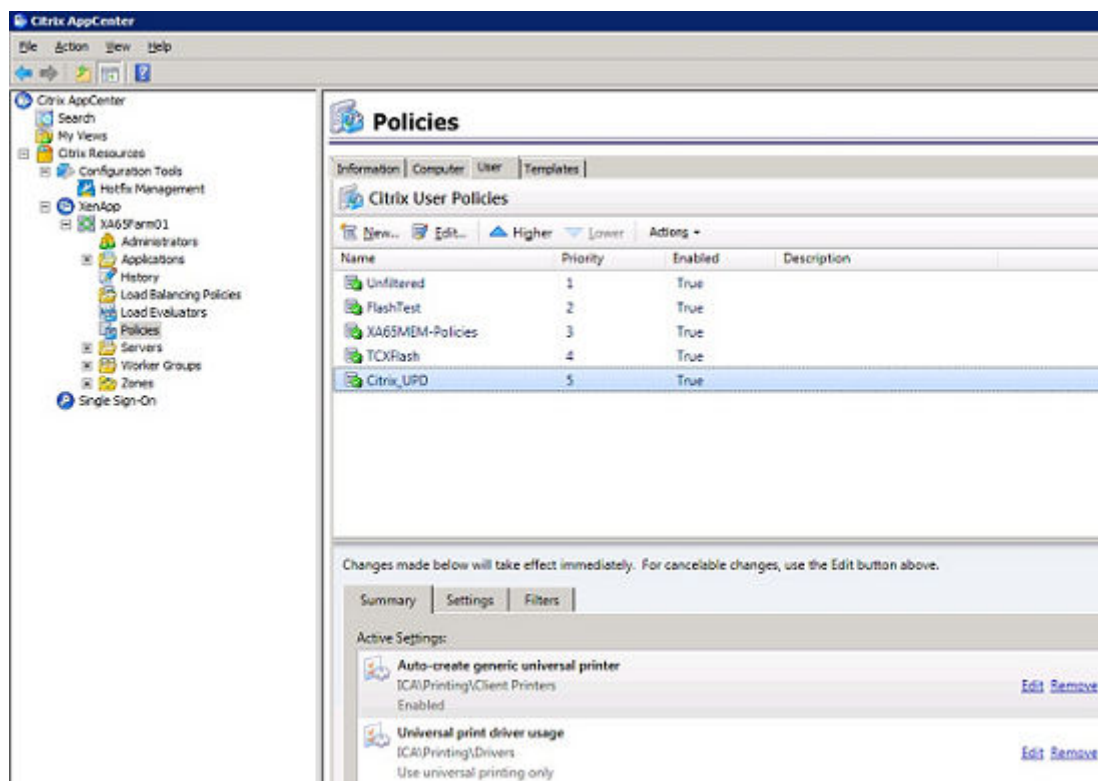 Citrix AppCenter
File Action View Help
Citrix AppCenter
Search
My Views
Citrix Resources
Configuration Tools
Hotfix Management
XenApp
XA65Farm01
Administrators
Applications
History
Load Balancing Policies
Load Evaluators
Policies
Servers
Worker Groups
Zones
Single Sign-On
Policies
Information Computer User Templates
Citrix User Policies
New... Edit... Higher Lower Actions
Name Priority Enabled Description
Unfiltered 1 True
FlashTest 2 True
XA65MEM-Policies 3 True
TCXFlash 4 True
Citrix_UPD 5 True
Changes made below will take effect immediately. For cancelable changes, use the Edit button above.
Summary Settings Filters
Active Settings:
Auto-create generic universal printer
ICA\Printing\Client Printers Edit Remove
Enabled
Universal print driver usage
ICA\Printing\Drivers Edit Remove
Use universal printing only